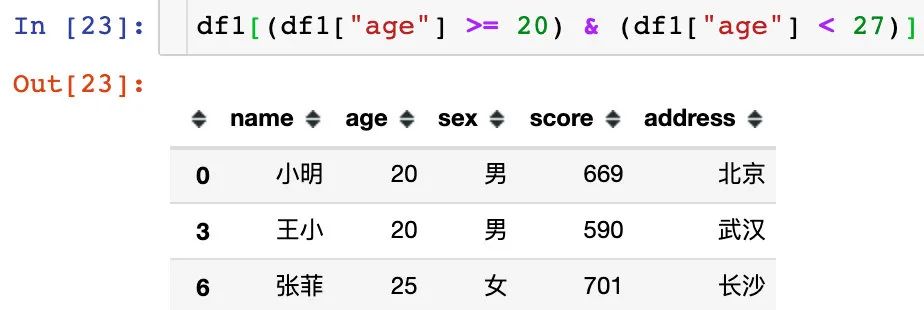 In [23]: df1[(df1["age"] >= 20) & (df1["age"] < 27)]
Out[23]:
name age sex score address
0 小明 20 男 669 北京
3 王小 20 男 590 武汉
6 张菲 25 女 701 长沙